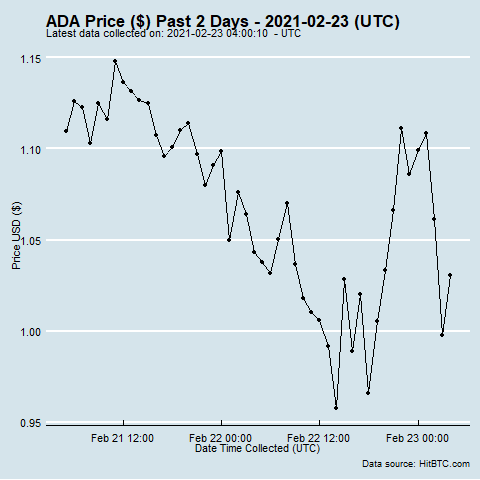 ADA Price ($) Past 2 Days - 2021-02-23 (UTC)
Latest data collected on: 2021-02-23 04:00:10 - UTC
1.15
1.10
1.05
1.00
0.95
Price USD ($)
Feb 21 12:00 Feb 22 00:00 Feb 22 12:00 Feb 23 00:00
Date Time Collected (UTC)
Data source: HitBTC.com